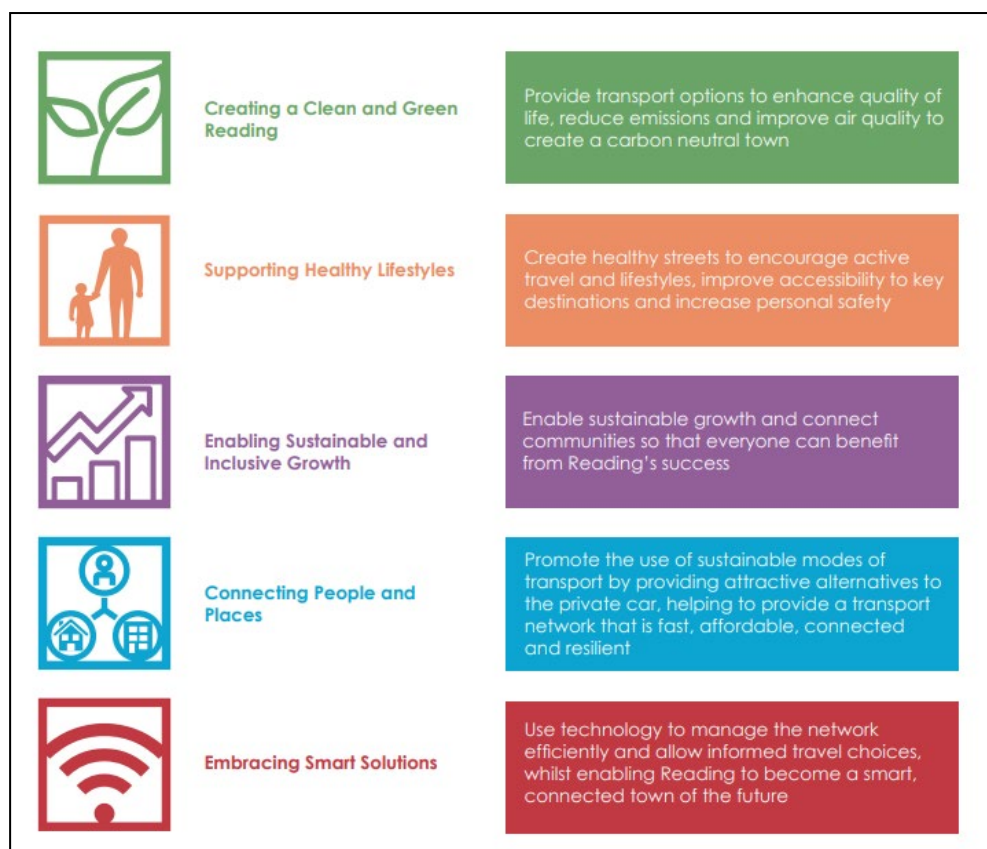 Creating a Clean and Green
Reading
Provide transport options to enhance quality of
life, reduce emissions and improve air quality to
create a carbon neutral town
Supporting Healthy Lifestyles
Create healthy streets to encourage active
travel and lifestyles, improve accessibility to key
destinations and increase personal safety
Enabling Sustainable and
Inclusive Growth
Enable sustainable growth and connect
communities so that everyone can benefit
from Reading’s success
Connecting People and
Places
Promote the use of sustainable modes of
transport by providing attractive alternatives to
the private car, helping to provide a transport
network that is fast, affordable, connected
and resilient
Embracing Smart Solutions
Use technology to manage the network
efficiently and allow informed travel choices,
whilst enabling Reading to become a smart,
connected town of the future